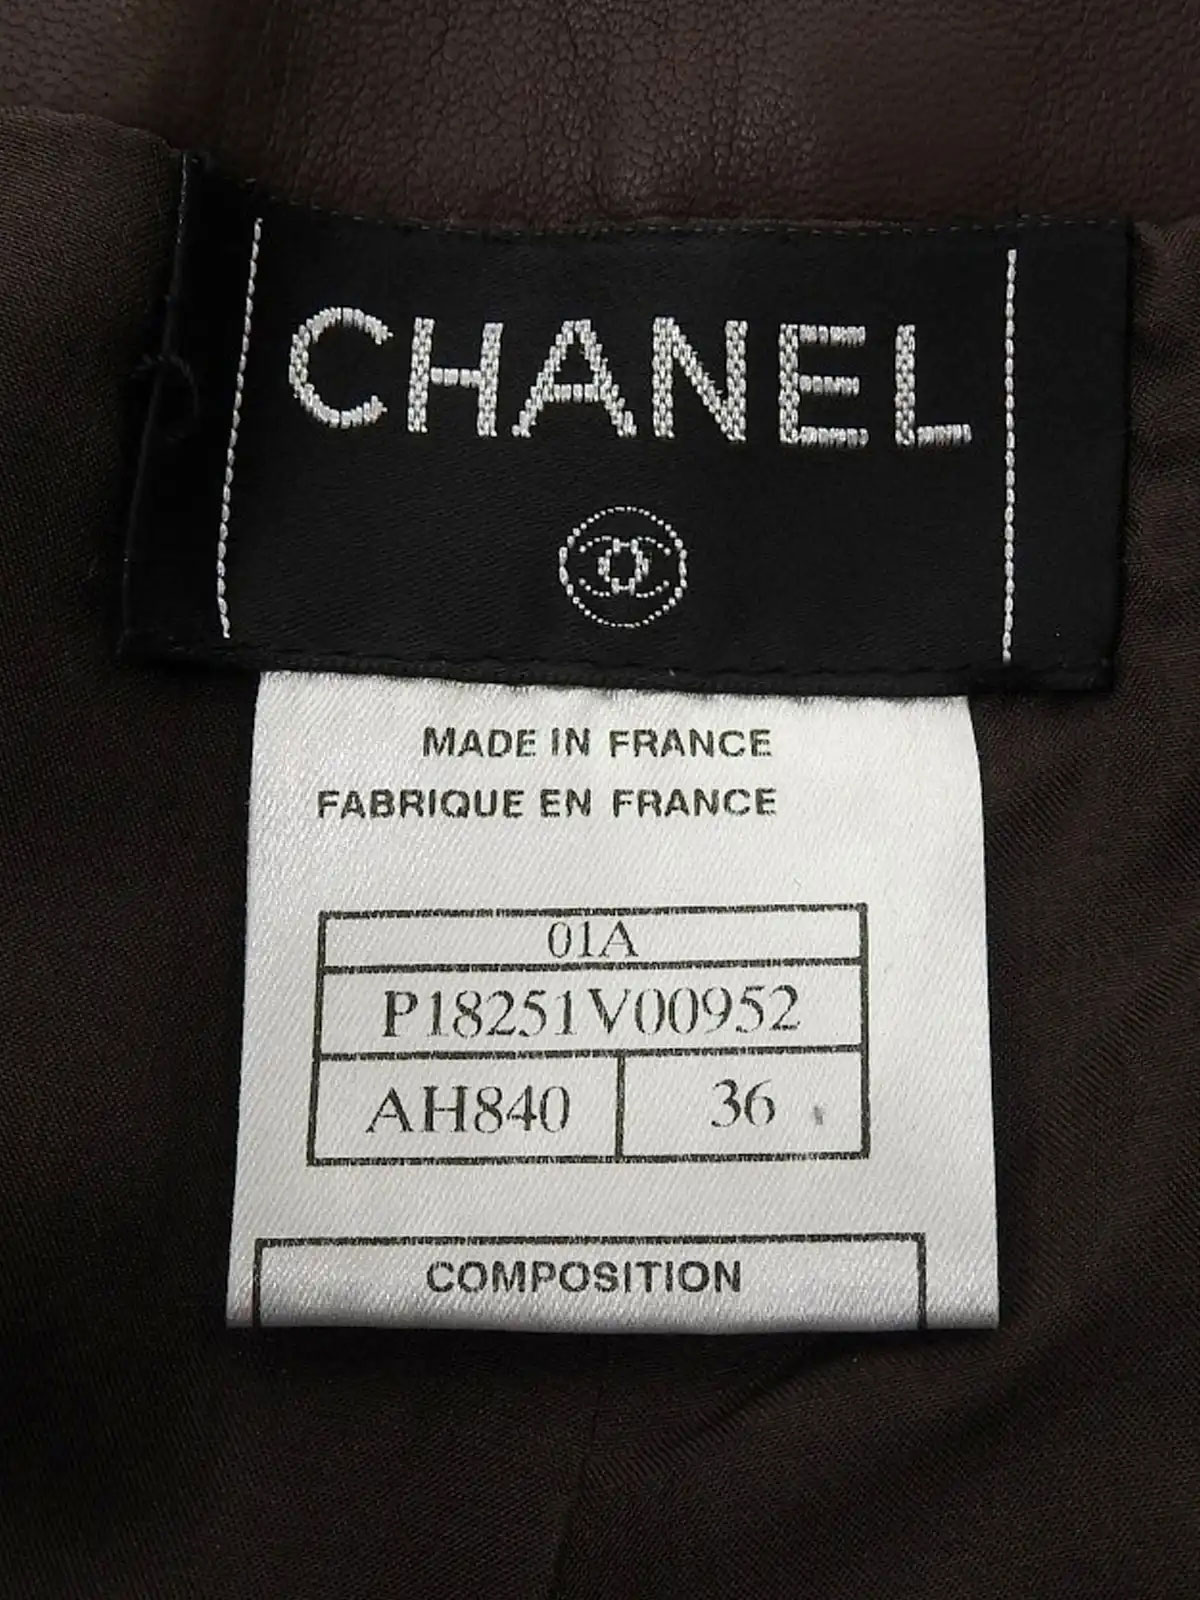 CHANEL
MADE IN FRANCE
FABRIQUE EN FRANCE
01A
P18251V00952
AH840 36
COMPOSITION